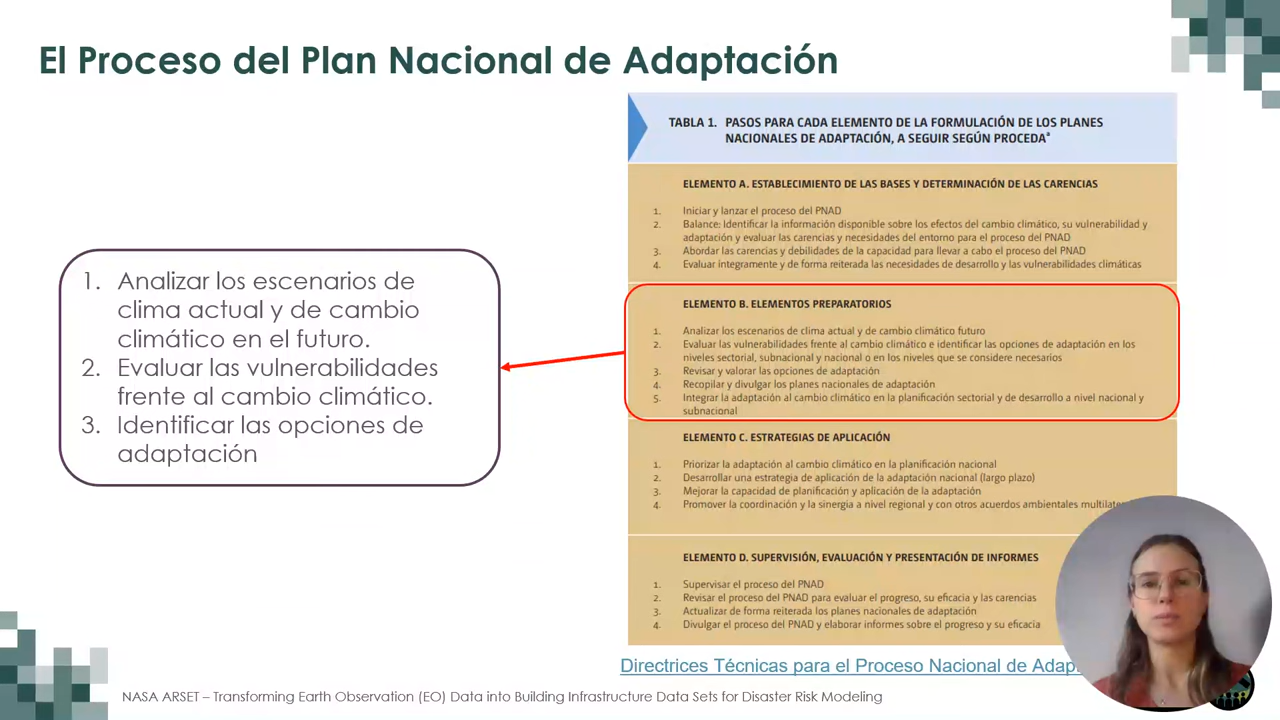 El Proceso del Plan Nacional de Adaptación
1. Analizar los escenarios de
clima actual y de cambio
climático en el futuro.
2. Evaluar las vulnerabilidades
frente al cambio climático.
3. Identificar las opciones de
adaptación
TABLA 1. PASOS PARA CADA ELEMENTO DE LA FORMULACIÓN DE LOS PLANES
NACIONALES DE ADAPTACIÓN, A SEGUIR SEGÚN PROCEDAª
ELEMENTO A. ESTABLECIMIENTO DE LAS BASES Y DETERMINACIÓN DE LAS CARENCIAS
1. Iniciar y lanzar el proceso del PNAD
2. Balance: Identificar la información disponible sobre los efectos del cambio climático, su vulnerabilidad y
adaptación y evaluar las carencias y necesidades del entorno para el proceso del PNAD
3. Abordar las carencias y debilidades de la capacidad para llevar a cabo el proceso del PNAD
4. Evaluar íntegramente y de forma reiterada las necesidades de desarrollo y las vulnerabilidades climáticas
ELEMENTO B. ELEMENTOS PREPARATORIOS
1. Analizar los escenarios de clima actual y de cambio climático futuro
2. Evaluar las vulnerabilidades frente al cambio climático e identificar las opciones de adaptación en los
niveles sectorial, subnacional y nacional o en los niveles que se considere necesarios
3. Revisar y valorar las opciones de adaptación
4. Recopilar y divulgar los planes nacionales de adaptación
5. Integrar la adaptación al cambio climático en la planificación sectorial y de desarrollo a nivel nacional y
subnacional
ELEMENTO C. ESTRATEGIAS DE APLICACIÓN
1. Priorizar la adaptación al cambio climático en la planificación nacional
2. Desarrollar una estrategia de aplicación de la adaptación nacional (largo plazo)
3. Mejorar la capacidad de planificación y aplicación de la adaptación
4. Promover la coordinación y la sinergia a nivel regional y con otros acuerdos ambientales
ELEMENTO D. SUPERVISIÓN, EVALUACIÓN Y PRESENTACIÓN DE INFORMES
1. Supervisar el proceso del PNAD
2. Revisar el proceso del PNAD para evaluar el progreso, su eficacia y las carencias
3. Actualizar de forma reiterada los planes nacionales de adaptación
4. Divulgar el proceso del PNAD y elaborar informes sobre el progreso y su eficacia
Directrices Técnicas para el Proceso Nacional de
NASA ARSET – Transforming Earth Observation (EO) Data into Building Infrastructure Data Sets for Disaster Risk Modeling